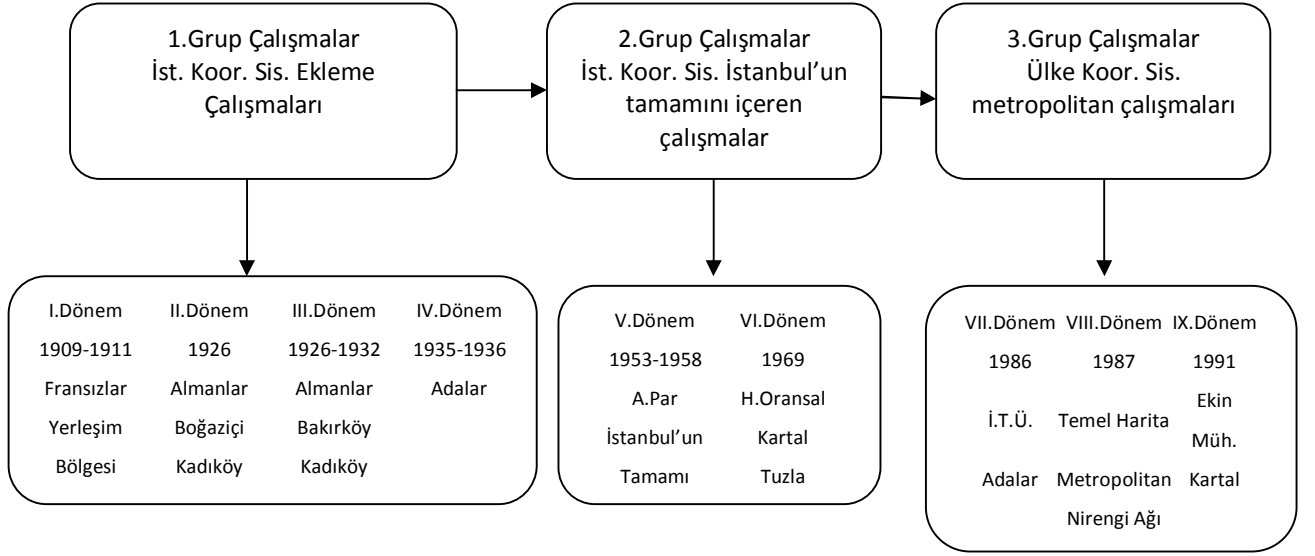 1.Grup Çalışmalar
İst. Koor. Sis. Ekleme
Çalışmaları
2.Grup Çalışmalar
İst. Koor. Sis. İstanbul’un
tamamını içeren
çalışmalar
3.Grup Çalışmalar
Ülke Koor. Sis.
metropolitan çalışmaları
I.Dönem II.Dönem III.Dönem IV.Dönem
1909-1911 1926 1926-1932 1935-1936
Fransızlar Almanlar Almanlar Adalar
Yerleşim Boğaziçi Bakırköy
Bölgesi Kadıköy Kadıköy
V.Dönem VI.Dönem
1953-1958 1969
A.Par H.Oransal
İstanbul’un Kartal
Tamamı Tuzla
VII.Dönem VIII.Dönem IX.Dönem
1986 1987 1991
İ.T.Ü. Temel Harita Ekin
Müh.
Adalar Metropolitan Kartal
Nirengi Ağı